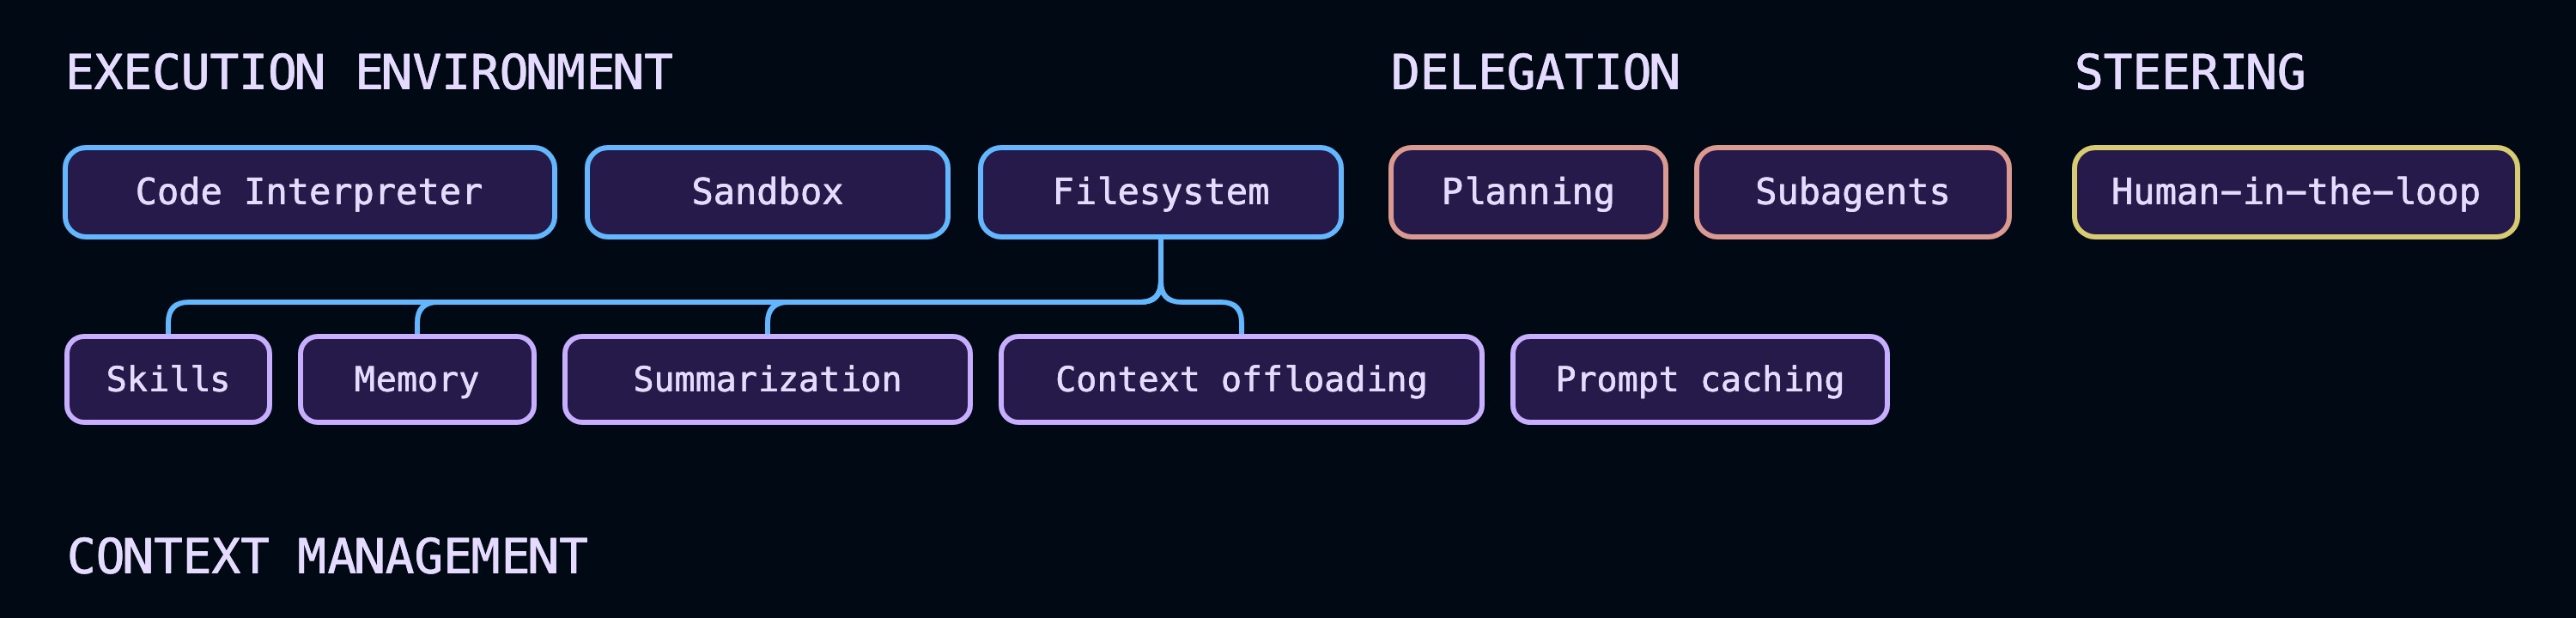 EXECUTION ENVIRONMENT
DELEGATION
STEERING
Code Interpreter
Sandbox
Filesystem
Planning
Subagents
Human-in-the-loop
Skills
Memory
Summarization
Context offloading
Prompt caching
CONTEXT MANAGEMENT